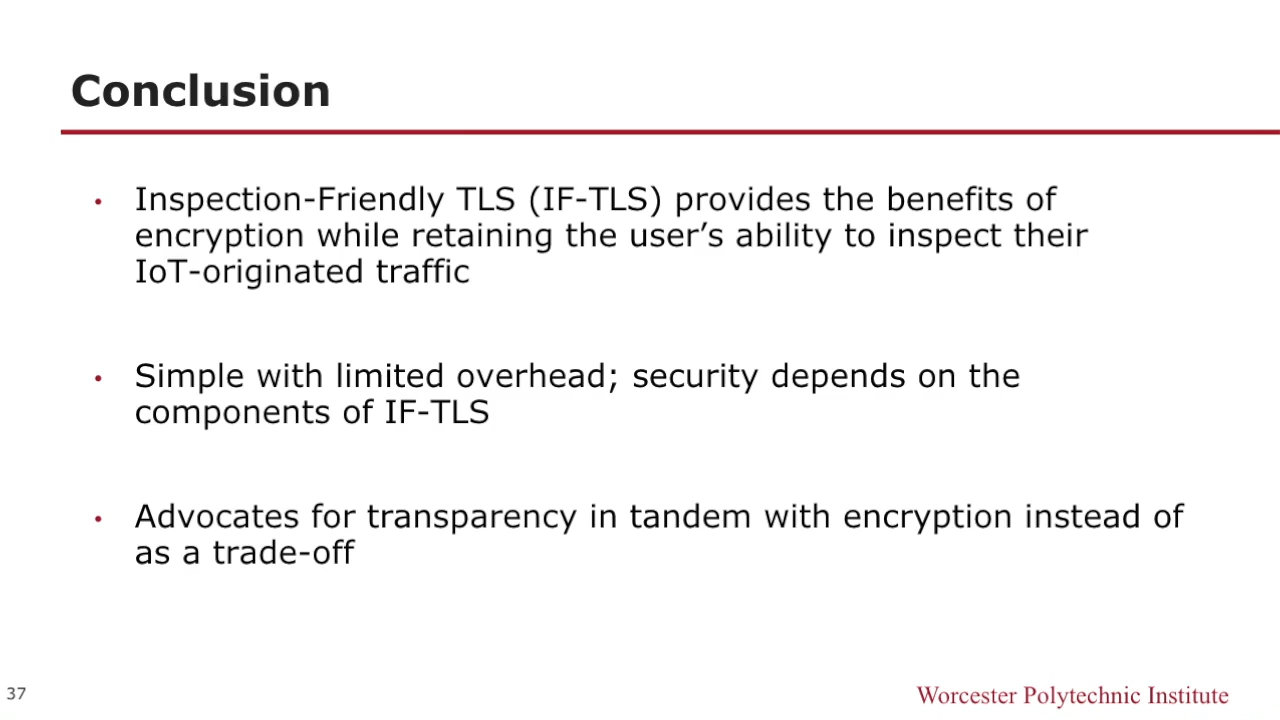 Conclusion
• Inspection-Friendly TLS (IF-TLS) provides the benefits of
encryption while retaining the user’s ability to inspect their
IoT-originated traffic
• Simple with limited overhead; security depends on the
components of IF-TLS
• Advocates for transparency in tandem with encryption instead of
as a trade-off
37
Worcester Polytechnic Institute